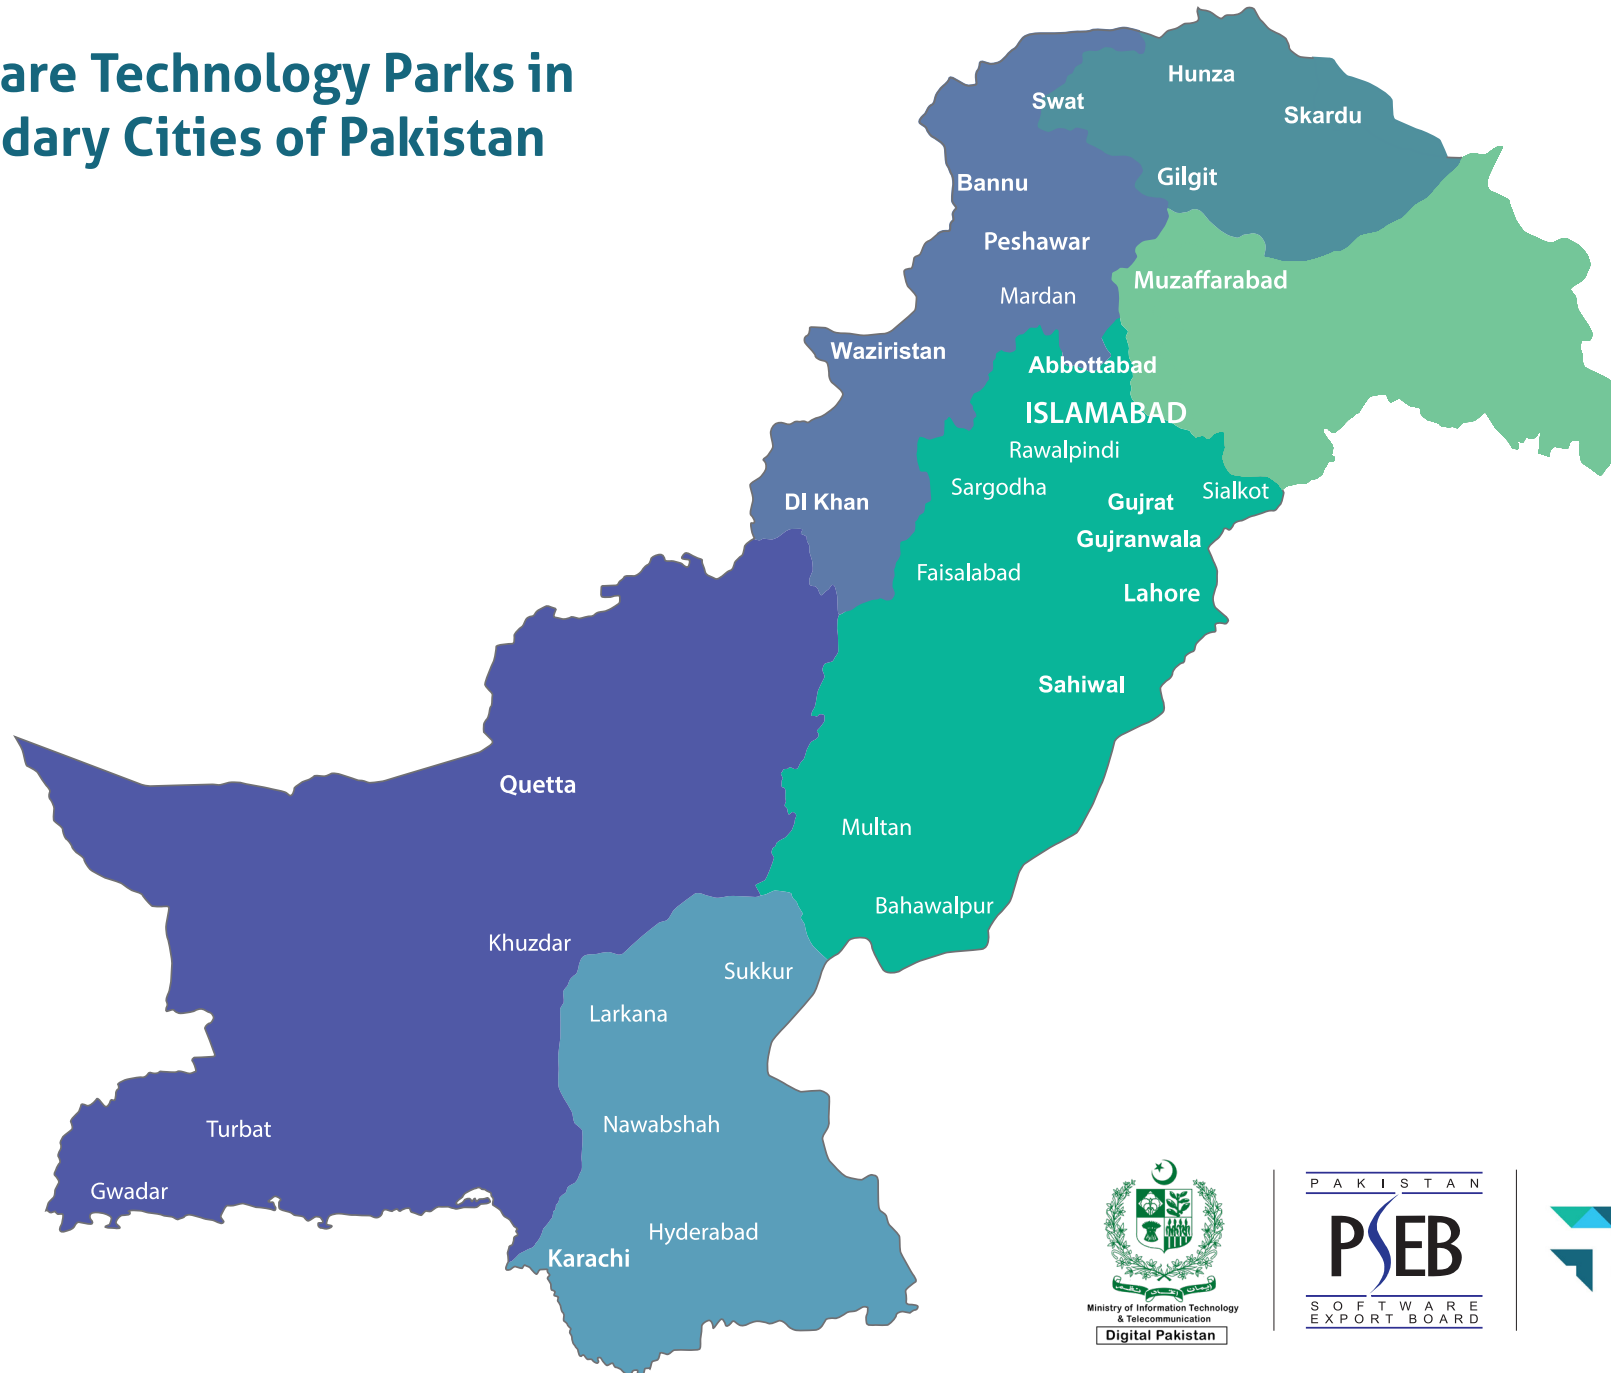 are Technology Parks in
dary Cities of Pakistan
Hunza
Swat
Skardu
Gilgit
Bannu
Peshawar
Muzaffarabad
Mardan
Waziristan
Abbottabad
ISLAMABAD
Rawalpindi
Sargodha
Sialkot
DI Khan
Gujrat
Gujranwala
Faisalabad
Lahore
Sahiwal
Quetta
Multan
Bahawalpur
Khuzdar
Sukkur
Larkana
Turbat
Nawabshah
Gwadar
Hyderabad
Karachi
Ministry of Information Technology
& Telecommunication
Digital Pakistan
PAKISTAN
PSEB
SOFTWARE
EXPORT BOARD